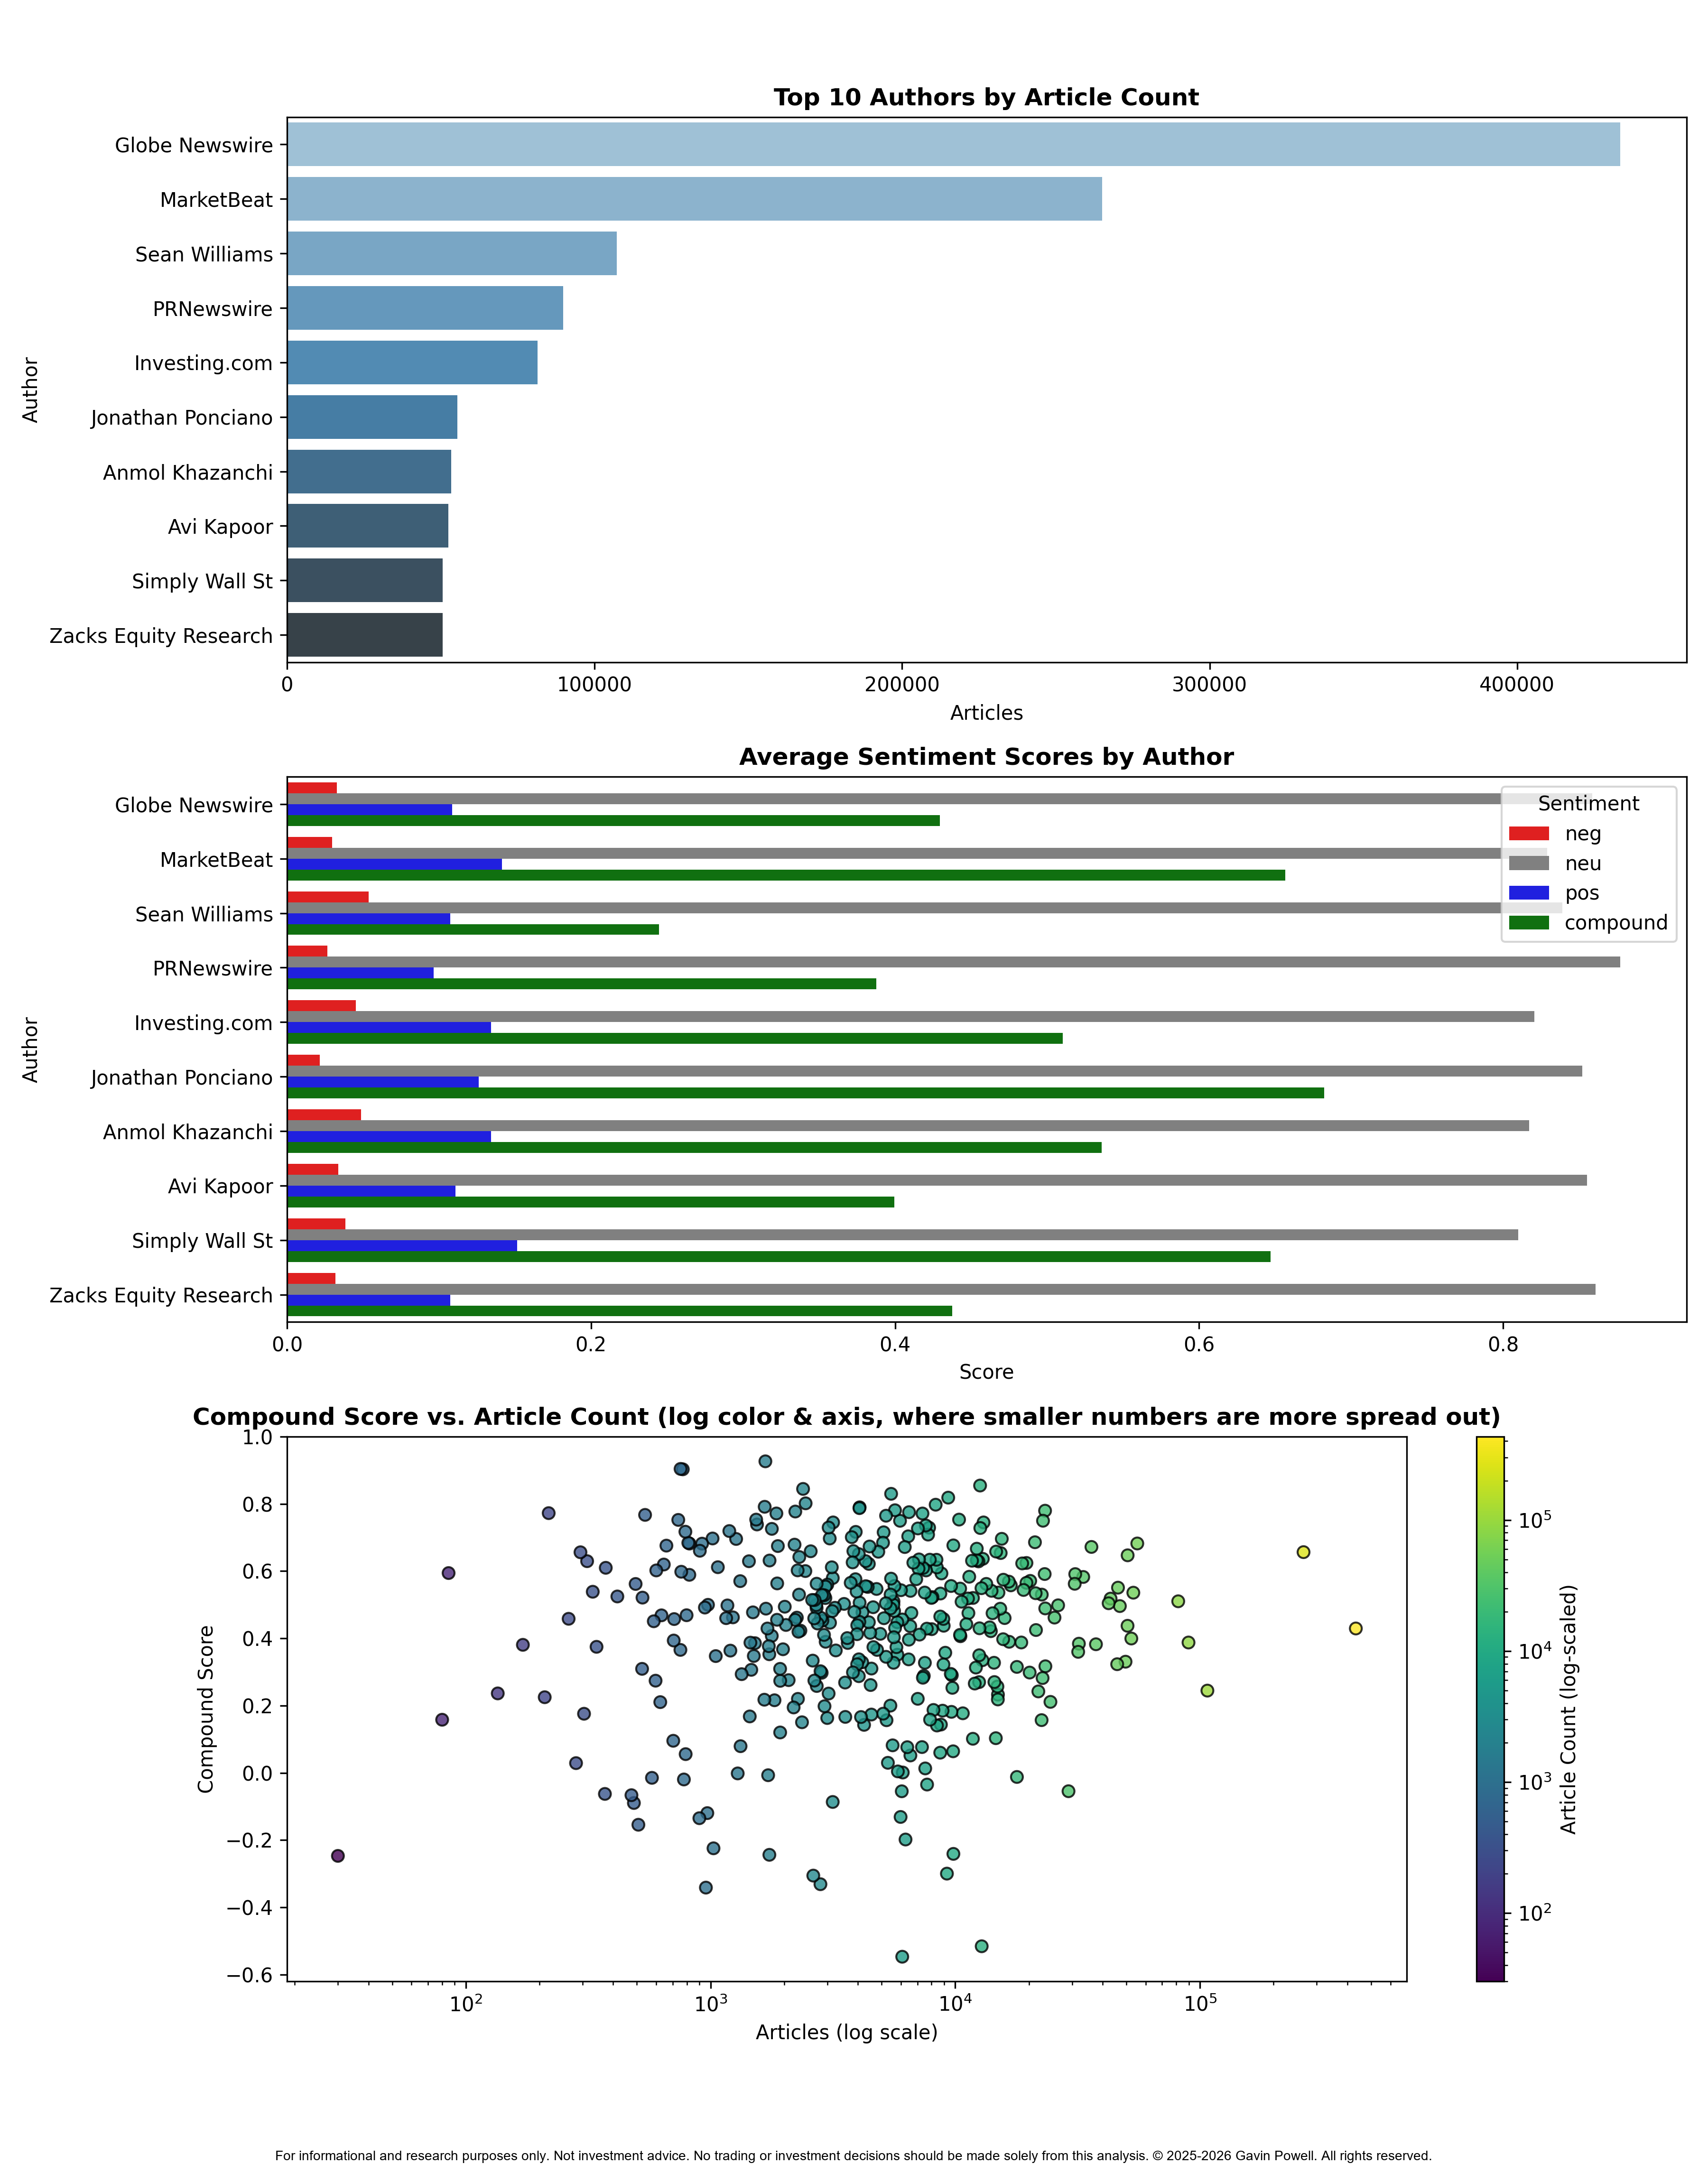 Top 10 Authors by Article Count
Globe Newswire
MarketBeat
Sean Williams
PRNewswire
Investing.com
Jonathan Ponciano
Anmol Khazanchi
Avi Kapoor
Simply Wall St
Zacks Equity Research
Author
0 100000 200000 300000 400000
Articles
Average Sentiment Scores by Author
Globe Newswire
MarketBeat
Sean Williams
PRNewswire
Investing.com
Jonathan Ponciano
Anmol Khazanchi
Avi Kapoor
Simply Wall St
Zacks Equity Research
Author
Sentiment
neg
neu
pos
compound
0.0 0.2 0.4 0.6 0.8
Score
Compound Score vs. Article Count (log color & axis, where smaller numbers are more spread out)
1.0
0.8
0.6
0.4
0.2
0.0
−0.2
−0.4
−0.6
Compound Score
10² 10³ 10⁴ 10⁵
Articles (log scale)
10⁵
10⁴
10³
10²
Article Count (log-scaled)
For informational and research purposes only. Not investment advice. No trading or investment decisions should be made solely from this analysis. © 2025-2026 Gavin Powell. All rights reserved.